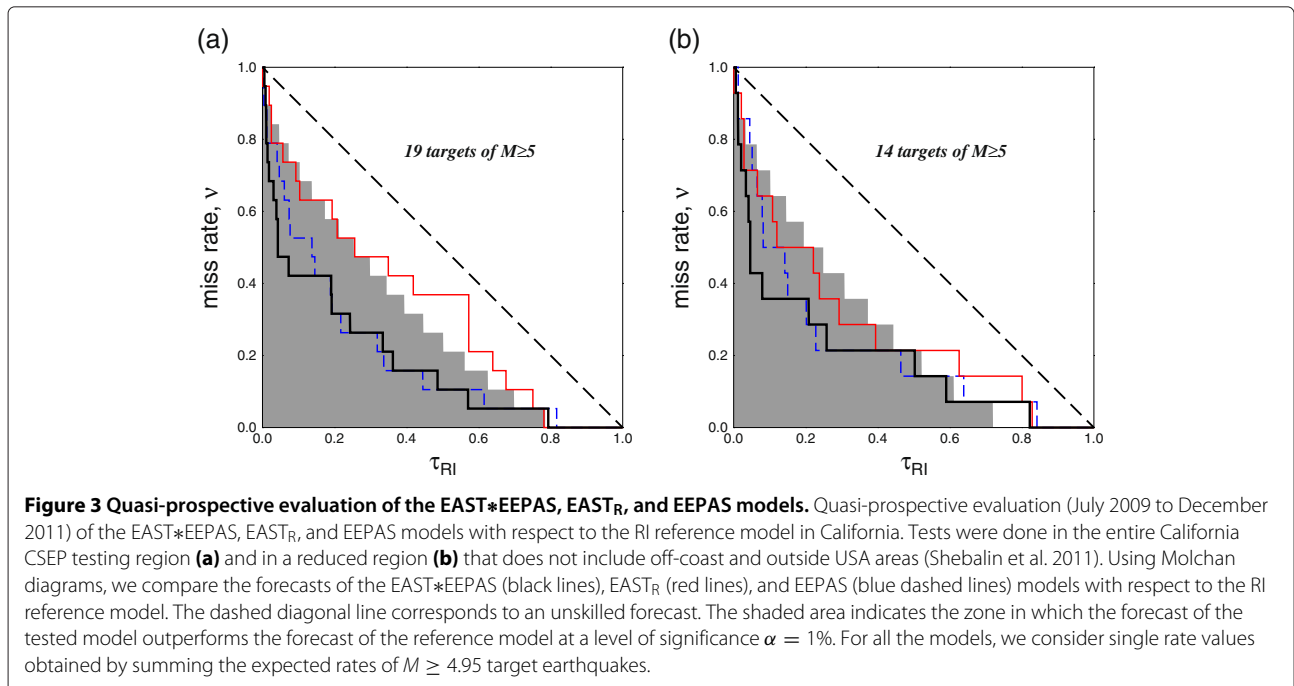 (a)
(b)
1.0
0.8
0.6
0.4
0.2
0.0
miss rate, ν
19 targets of M≥5
0.0 0.2 0.4 0.6 0.8 1.0
τRI
1.0
0.8
0.6
0.4
0.2
0.0
miss rate, ν
14 targets of M≥5
0.0 0.2 0.4 0.6 0.8 1.0
τRI
Figure 3 Quasi-prospective evaluation of the EAST∗EEPAS, EASTR, and EEPAS models. Quasi-prospective evaluation (July 2009 to December
2011) of the EAST∗EEPAS, EASTR, and EEPAS models with respect to the RI reference model in California. Tests were done in the entire California
CSEP testing region (a) and in a reduced region (b) that does not include off-coast and outside USA areas (Shebalin et al. 2011). Using Molchan
diagrams, we compare the forecasts of the EAST∗EEPAS (black lines), EASTR (red lines), and EEPAS (blue dashed lines) models with respect to the RI
reference model. The dashed diagonal line corresponds to an unskilled forecast. The shaded area indicates the zone in which the forecast of the
tested model outperforms the forecast of the reference model at a level of significance α = 1%. For all the models, we consider single rate values
obtained by summing the expected rates of M ≥ 4.95 target earthquakes.